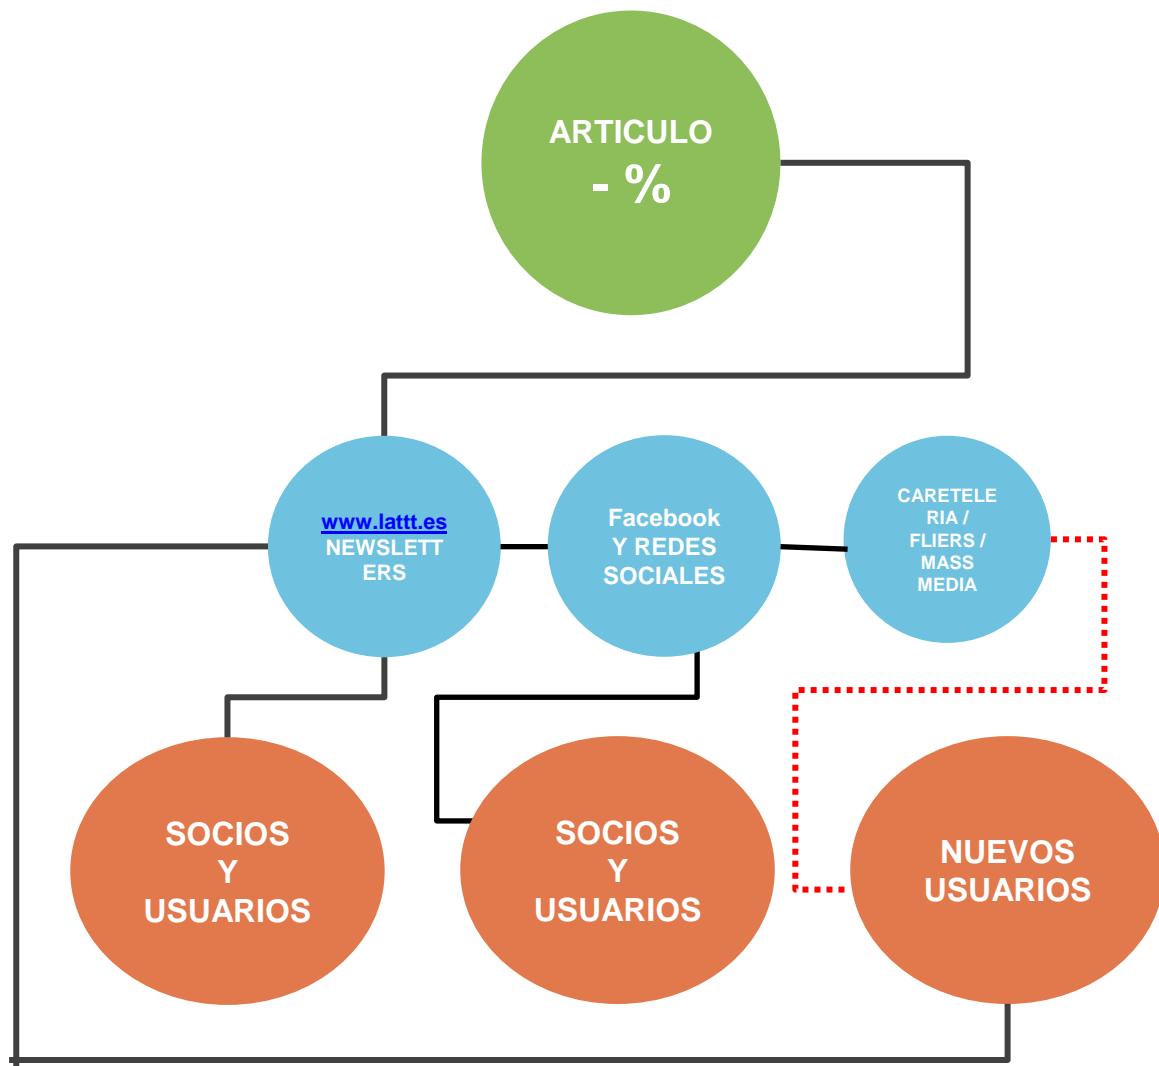 ARTICULO
- %
www.lattt.es
NEWSLETT
ERS
Facebook
Y REDES
SOCIALES
CARETELE
RIA /
FLIERS /
MASS
MEDIA
SOCIOS
Y
USUARIOS
SOCIOS
Y
USUARIOS
NUEVOS
USUARIOS